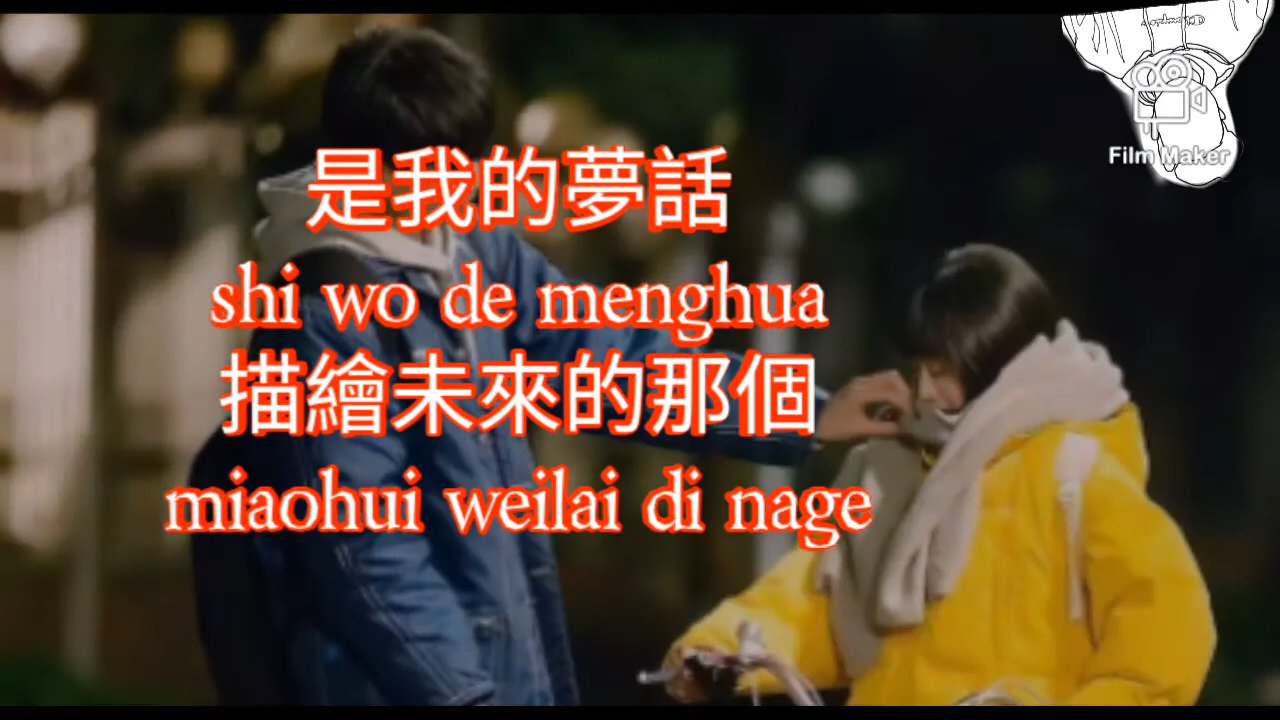 是我的夢話
shi wo de menghua
描繪未來的那個
miaohui weilai di nage
Film Maker
Champion